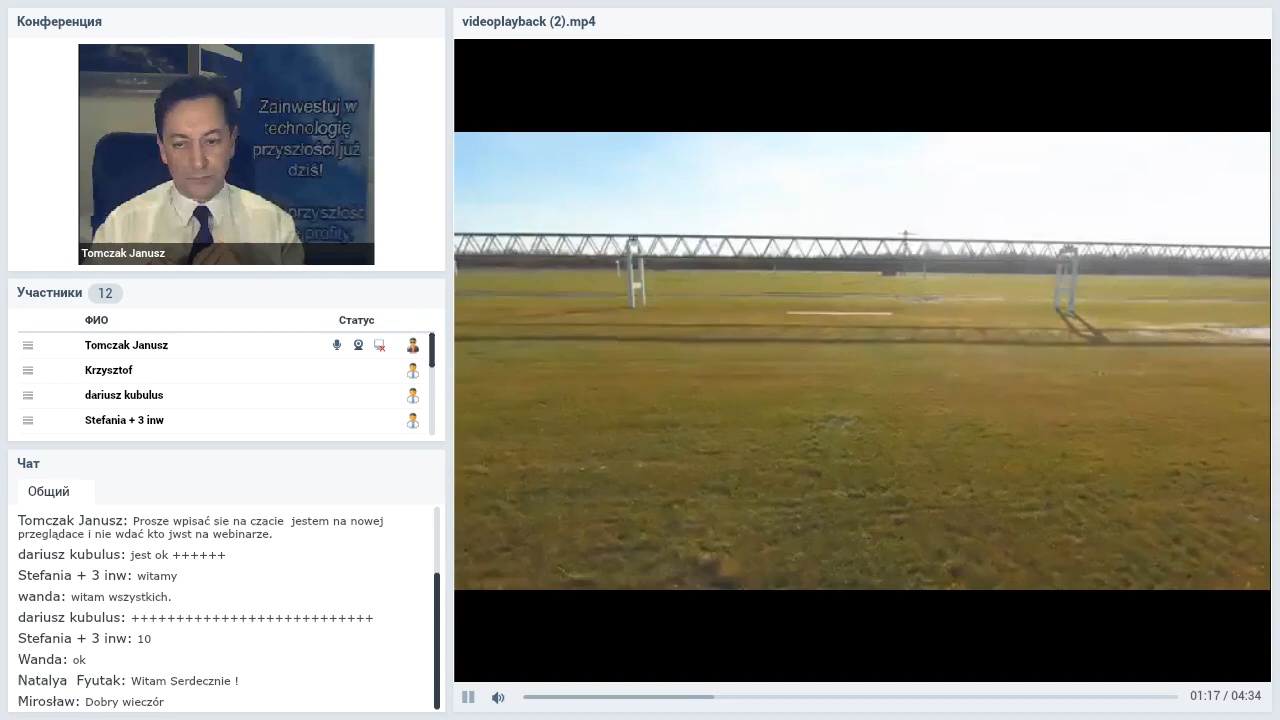 Конференция
Zainwestuj w
technologię
przyszłości już
dziś!
przyszłość
profity
Tomczak Janusz
Участники 12
ФИО Статус
Tomczak Janusz
Krzysztof
dariusz kubulus
Stefania + 3 inw
Чат
Общий
Tomczak Janusz: Prosze wpisać sie na czacie jestem na nowej
przeglądace i nie wdać kto jwst na webinarze.
dariusz kubulus: jest ok ++++++
Stefania + 3 inw: witamy
wanda: witam wszystkich.
dariusz kubulus: +++++++++++++++++++++++++++
Stefania + 3 inw: 10
Wanda: ok
Natalya Fyutak: Witam Serdecznie !
Mirosław: Dobry wieczór
videoplayback (2).mp4
01:17 / 04:34